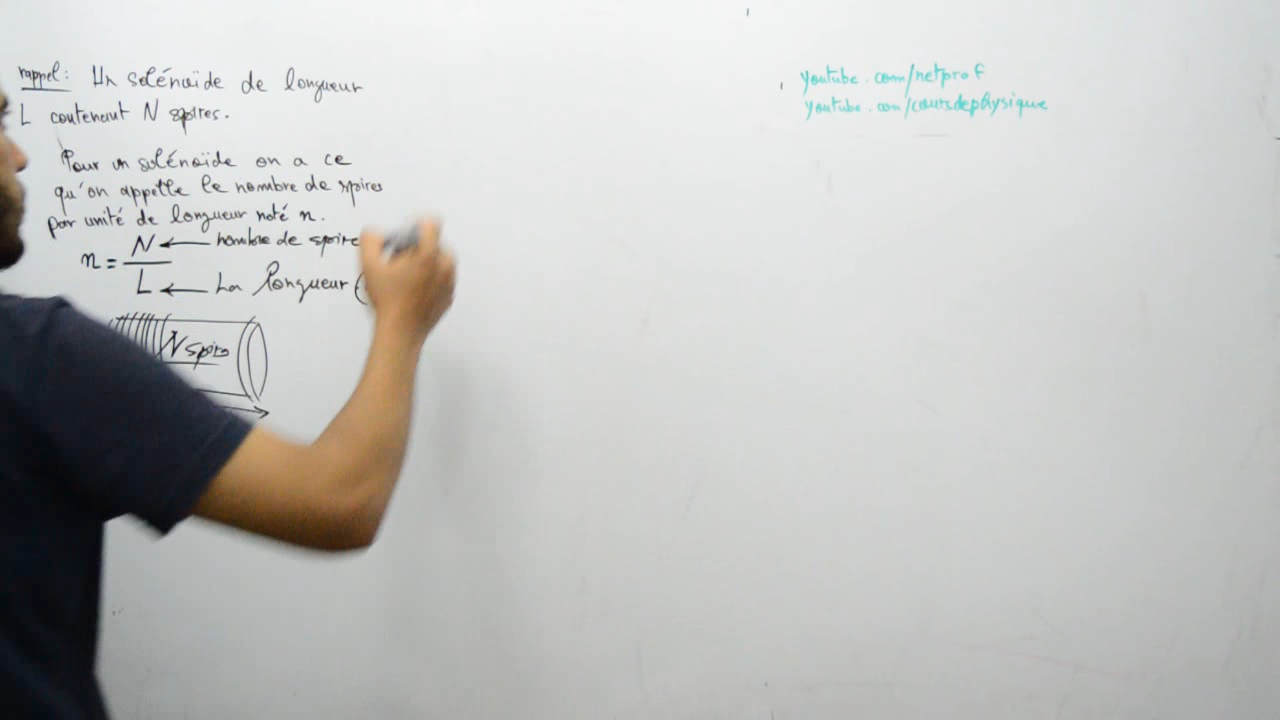 rappel: Un solénoïde de longueur
L contenant N spires.
Pour un solénoïde on a ce
qu'on appelle le nombre de spires
par unité de longueur noté n.
n = N/L
N ← nombre de spire
L ← La longueur (
N spires
youtube.com/netprof
youtube.com/coursdephysique